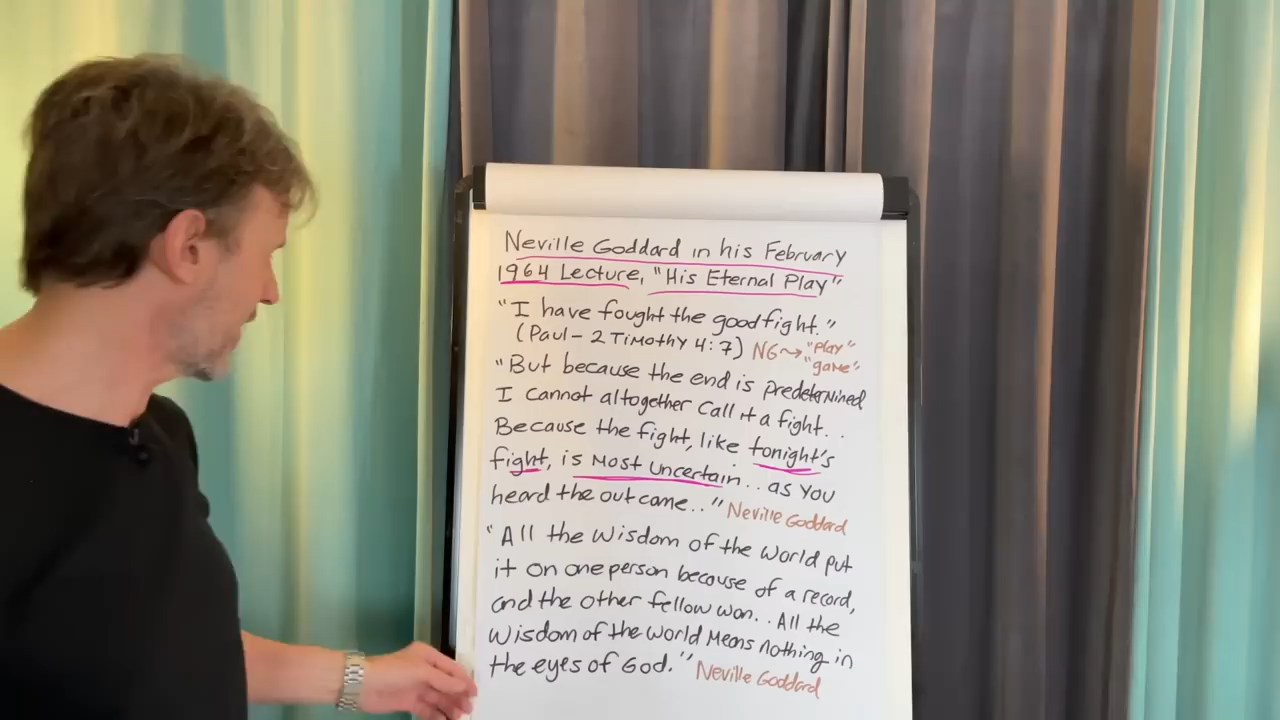 Neville Goddard in his February
1964 Lecture, "His Eternal Play"
"I have fought the good fight."
(Paul - 2 Timothy 4:7) NG → "play"
"game"
"But because the end is predetermined
I cannot altogether call it a fight..
Because the fight, like tonight's
fight, is most uncertain.. as you
heard the outcome.." Neville Goddard
"All the wisdom of the world put
it on one person because of a record,
and the other fellow won.. All the
wisdom of the world means nothing in
the eyes of God." Neville Goddard